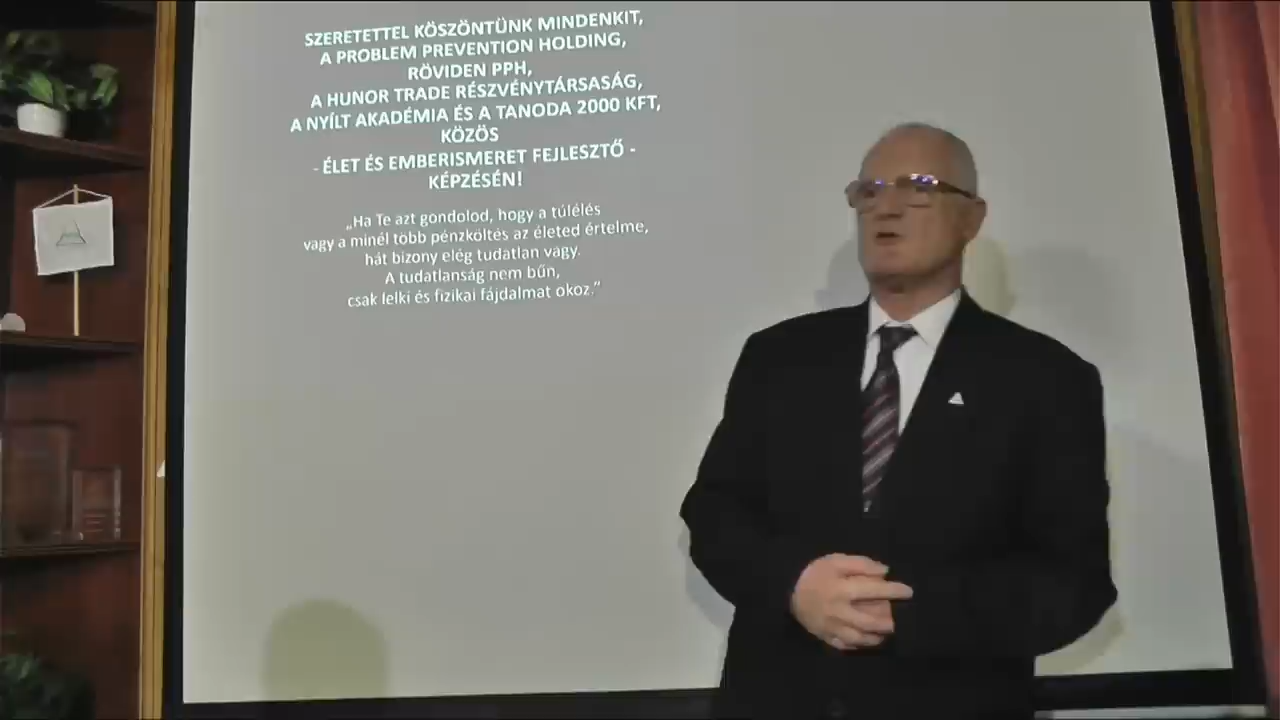 SZERETETTEL KÖSZÖNTÜNK MINDENKIT,
A PROBLEM PREVENTION HOLDING,
RÖVIDEN PPH,
A HUNOR TRADE RÉSZVÉNYTÁRSASÁG,
A NYÍLT AKADÉMIA ÉS A TANODA 2000 KFT,
KÖZÖS
- ÉLET ÉS EMBERISMERET FEJLESZTŐ -
KÉPZÉSÉN!
„Ha Te azt gondolod, hogy a túlélés
vagy a minél több pénzköltés az életed értelme,
hát bizony elég tudatlan vagy.
A tudatlanság nem bűn,
csak lelki és fizikai fájdalmat okoz.”